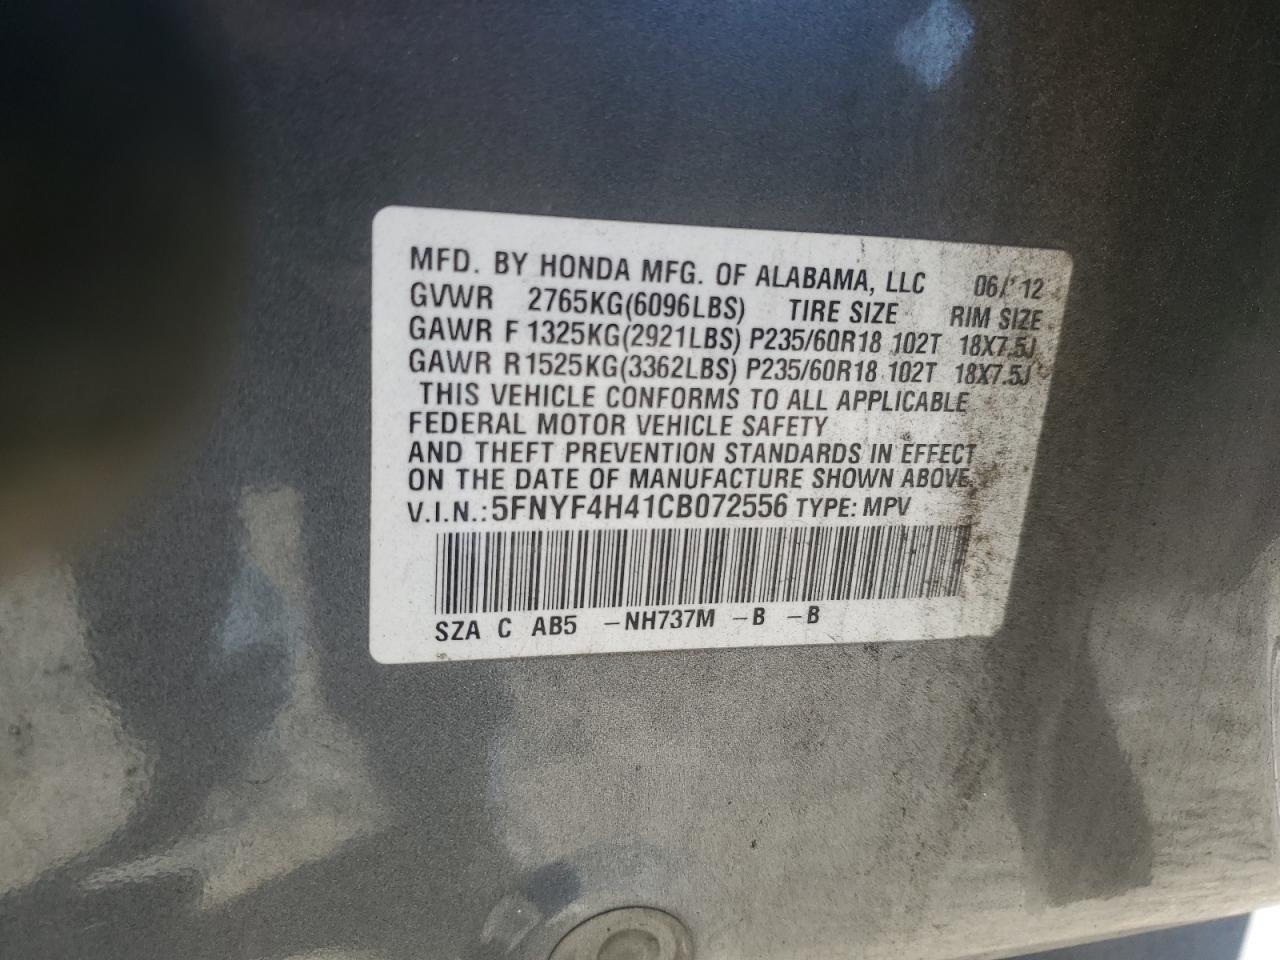 MFD. BY HONDA MFG. OF ALABAMA, LLC 06/'12
GVWR 2765KG(6096LBS) TIRE SIZE RIM SIZE
GAWR F 1325KG(2921LBS) P235/60R18 102T 18X7.5J
GAWR R1525KG(3362LBS) P235/60R18 102T 18X7.5J
THIS VEHICLE CONFORMS TO ALL APPLICABLE
FEDERAL MOTOR VEHICLE SAFETY
AND THEFT PREVENTION STANDARDS IN EFFECT
ON THE DATE OF MANUFACTURE SHOWN ABOVE.
V.I.N.: 5FNYF4H41CB072556 TYPE: MPV
SZA C AB5 -NH737M -B -B